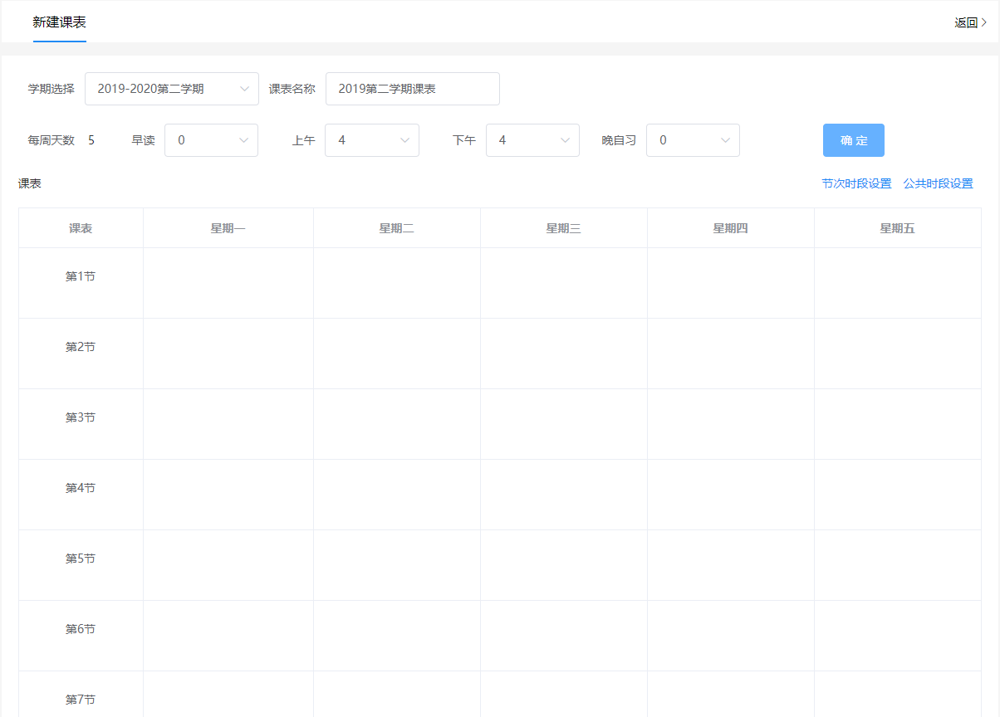 新建课表 返回
学期选择 2019-2020第二学期 课表名称 2019第二学期课表
每周天数 5 早读 0 上午 4 下午 4 晚自习 0 确 定
课表 节次时段设置 公共时段设置
课表 星期一 星期二 星期三 星期四 星期五
第1节
第2节
第3节
第4节
第5节
第6节
第7节